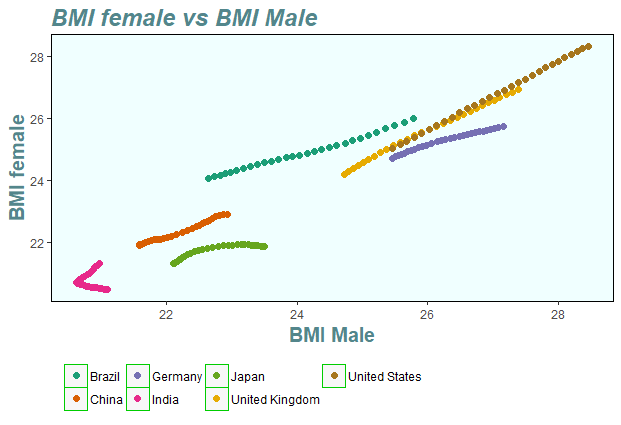 BMI female vs BMI Male
BMI female
28
26
24
22
22 24 26 28
BMI Male
Brazil Germany Japan United States
China India United Kingdom